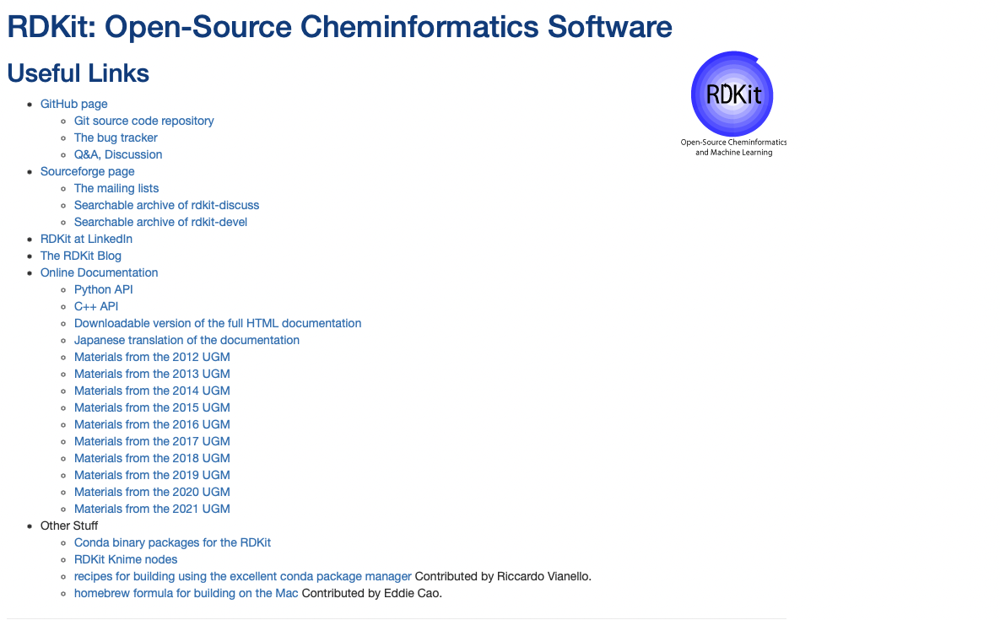 RDKit: Open-Source Cheminformatics Software
Useful Links
RDKit
Open-Source Cheminformatics
and Machine Learning
GitHub page
Git source code repository
The bug tracker
Q&A, Discussion
Sourceforge page
The mailing lists
Searchable archive of rdkit-discuss
Searchable archive of rdkit-devel
RDKit at LinkedIn
The RDKit Blog
Online Documentation
Python API
C++ API
Downloadable version of the full HTML documentation
Japanese translation of the documentation
Materials from the 2012 UGM
Materials from the 2013 UGM
Materials from the 2014 UGM
Materials from the 2015 UGM
Materials from the 2016 UGM
Materials from the 2017 UGM
Materials from the 2018 UGM
Materials from the 2019 UGM
Materials from the 2020 UGM
Materials from the 2021 UGM
Other Stuff
Conda binary packages for the RDKit
RDKit Knime nodes
recipes for building using the excellent conda package manager Contributed by Riccardo Vianello.
homebrew formula for building on the Mac Contributed by Eddie Cao.